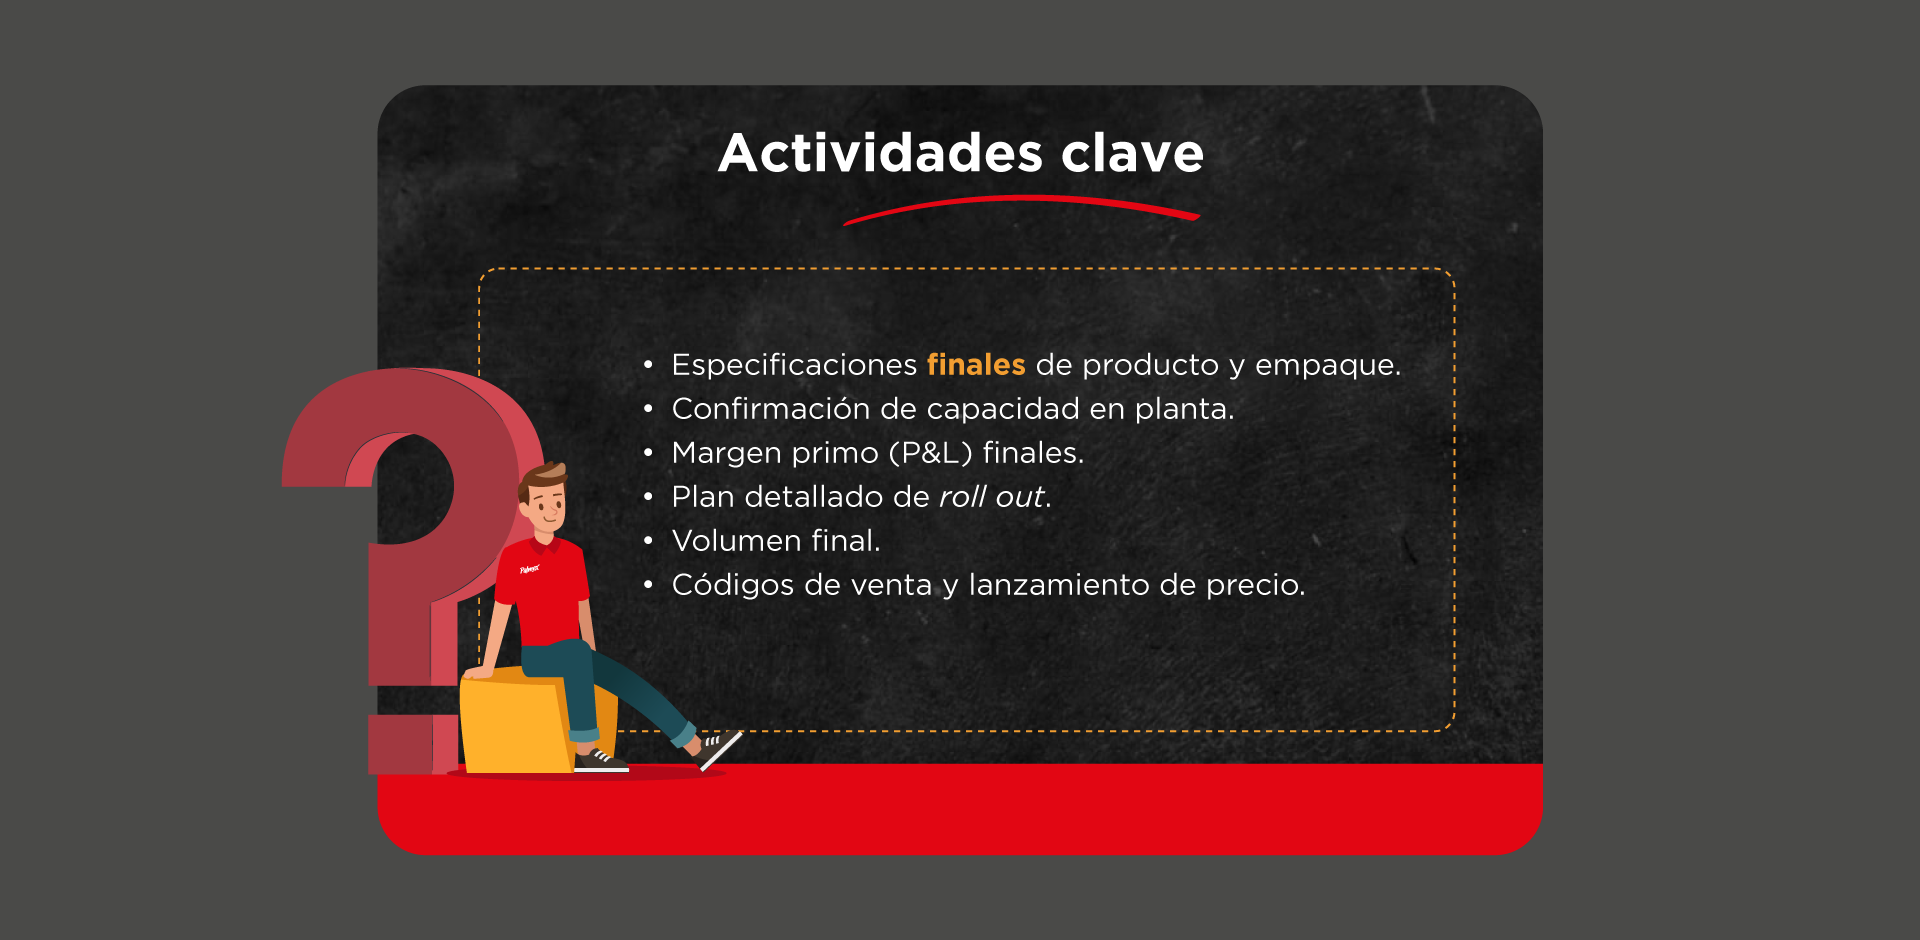 Actividades clave
• Especificaciones finales de producto y empaque.
• Confirmación de capacidad en planta.
• Margen primo (P&L) finales.
• Plan detallado de roll out.
• Volumen final.
• Códigos de venta y lanzamiento de precio.